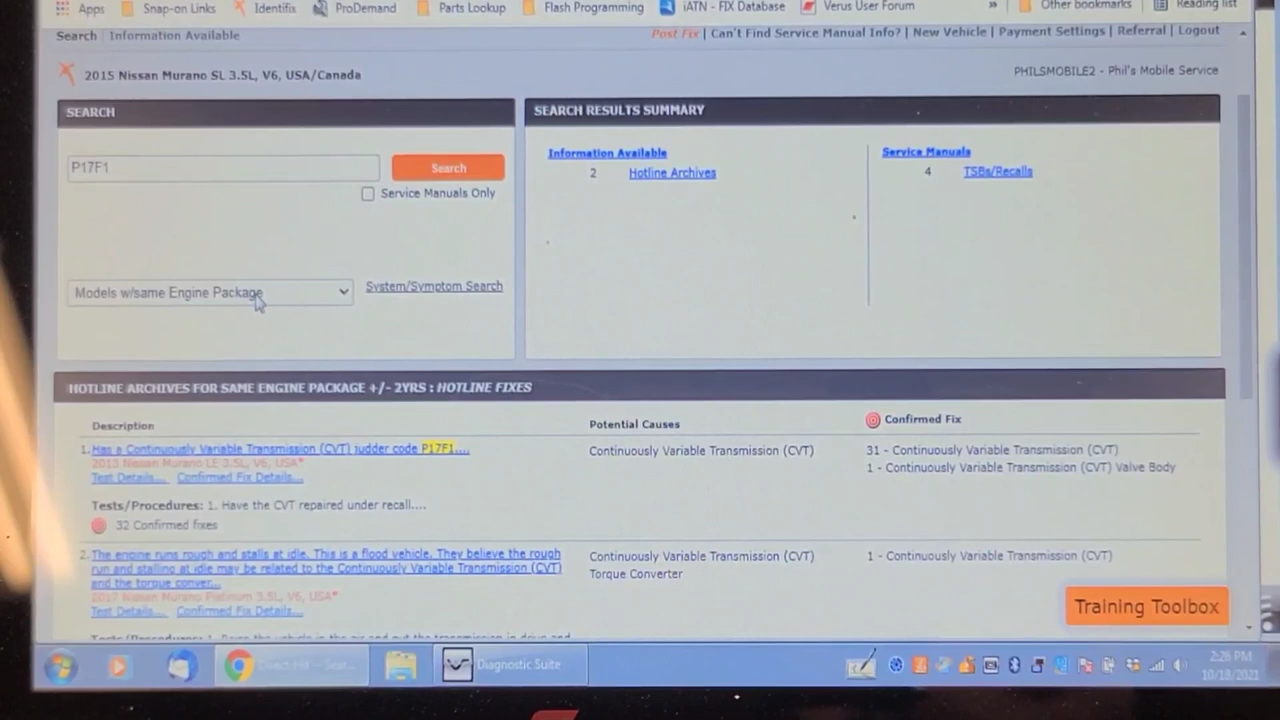 Apps Snap-on Links Identifix ProDemand Parts Lookup Flash Programming iATN - FIX Database Verus User Forum » Other bookmarks Reading list
Search | Information Available
Post Fix | Can't Find Service Manual Info? | New Vehicle | Payment Settings | Referral | Logout
2015 Nissan Murano SL 3.5L, V6, USA/Canada
PHILSMOBILE2 - Phil's Mobile Service
SEARCH
SEARCH RESULTS SUMMARY
P17F1
Search
Service Manuals Only
Information Available
2 Hotline Archives
Service Manuals
4 TSBs/Recalls
Models w/same Engine Package
System/Symptom Search
HOTLINE ARCHIVES FOR SAME ENGINE PACKAGE +/- 2YRS : HOTLINE FIXES
Description Potential Causes Confirmed Fix
1. Has a Continuously Variable Transmission (CVT) judder code P17F1....
2013 Nissan Murano LE 3.5L, V6, USA*
Test Details... Confirmed Fix Details...
Continuously Variable Transmission (CVT)
31 - Continuously Variable Transmission (CVT)
1 - Continuously Variable Transmission (CVT) Valve Body
Tests/Procedures: 1. Have the CVT repaired under recall....
32 Confirmed fixes
2. The engine runs rough and stalls at idle. This is a flood vehicle. They believe the rough
run and stalling at idle may be related to the Continuously Variable Transmission (CVT)
and the torque conver...
2017 Nissan Murano Platinum 3.5L, V6, USA*
Test Details... Confirmed Fix Details...
Continuously Variable Transmission (CVT)
Torque Converter
1 - Continuously Variable Transmission (CVT)
Training Toolbox
Diagnostic Suite
2:26 PM
10/18/2021